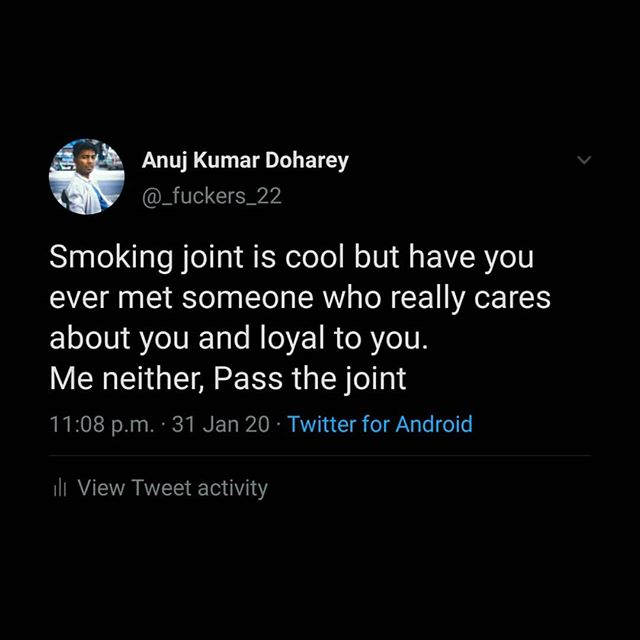 Anuj Kumar Doharey
@_fuckers_22
Smoking joint is cool but have you
ever met someone who really cares
about you and loyal to you.
Me neither, Pass the joint
11:08 p.m. · 31 Jan 20 · Twitter for Android
View Tweet activity